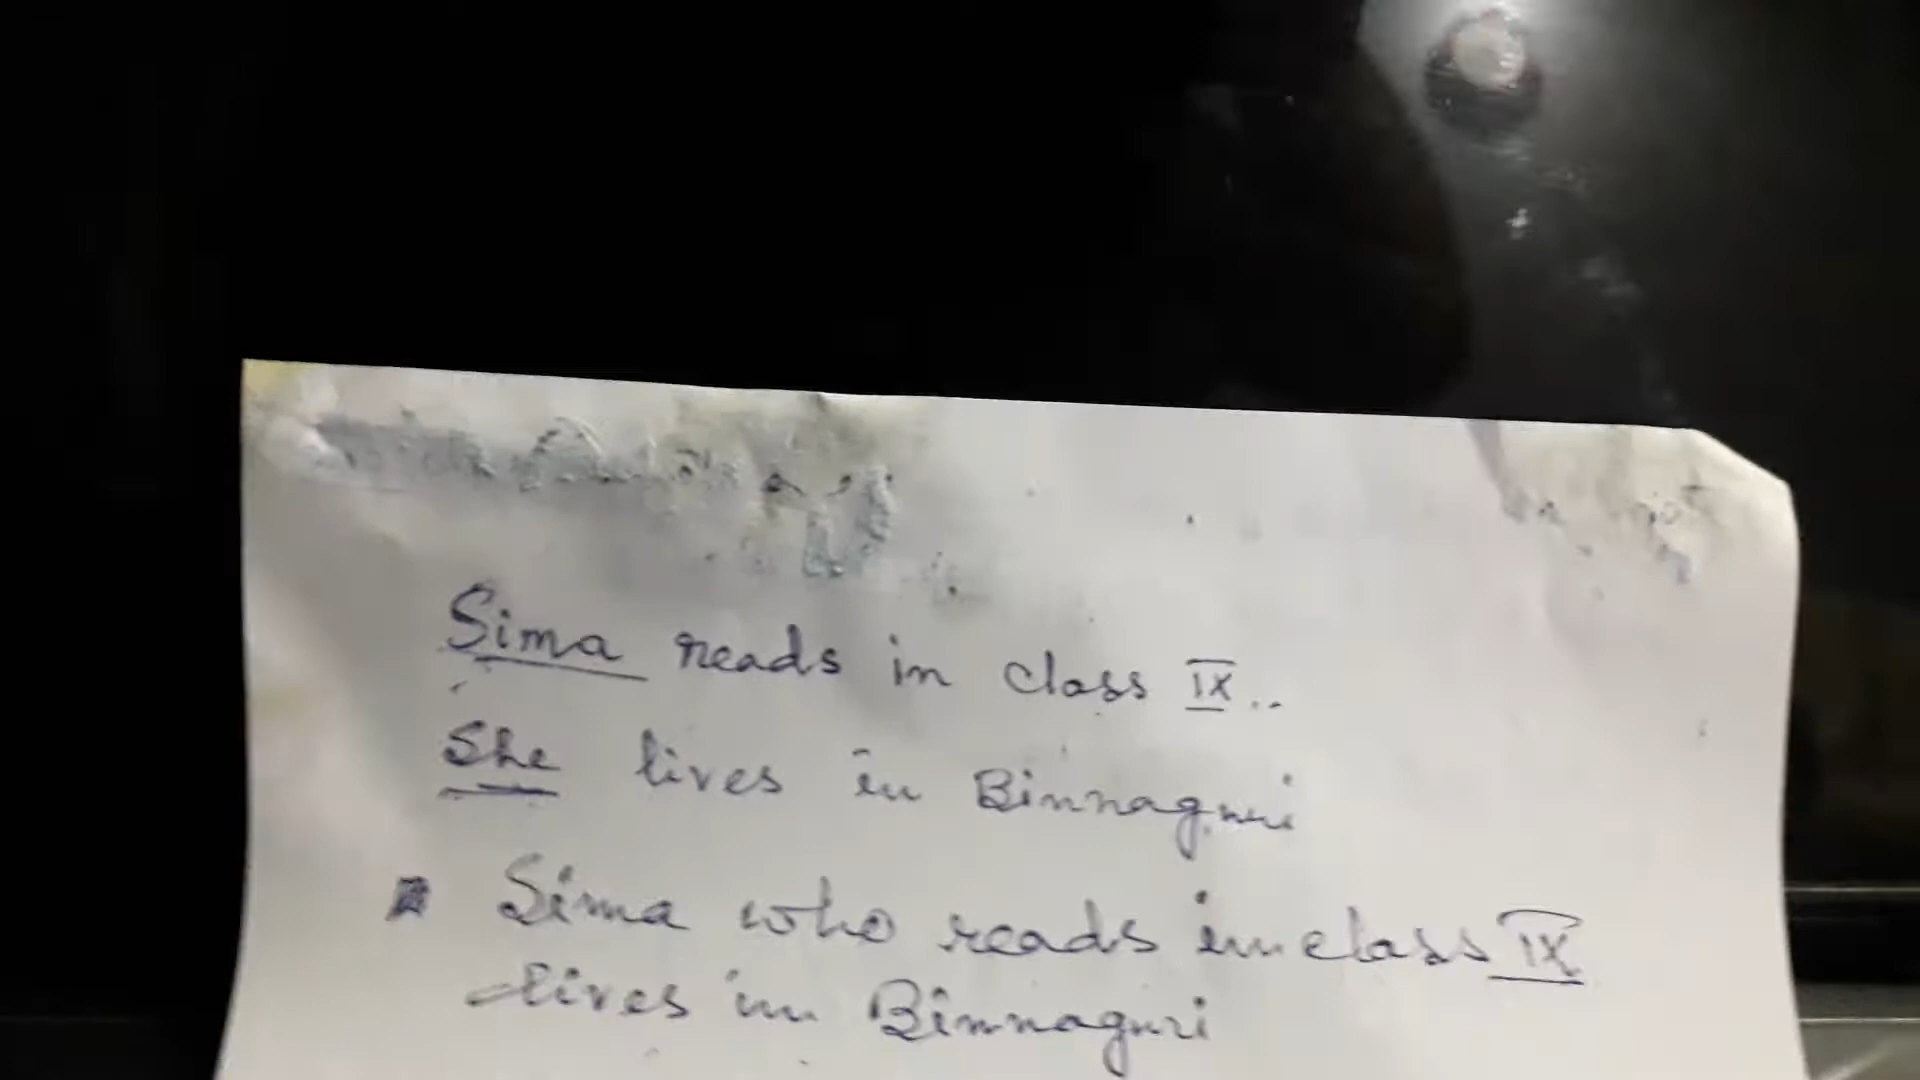 Sima reads in class IX..
She lives in Binnaguri
Sima who reads in class IX
lives in Binnaguri